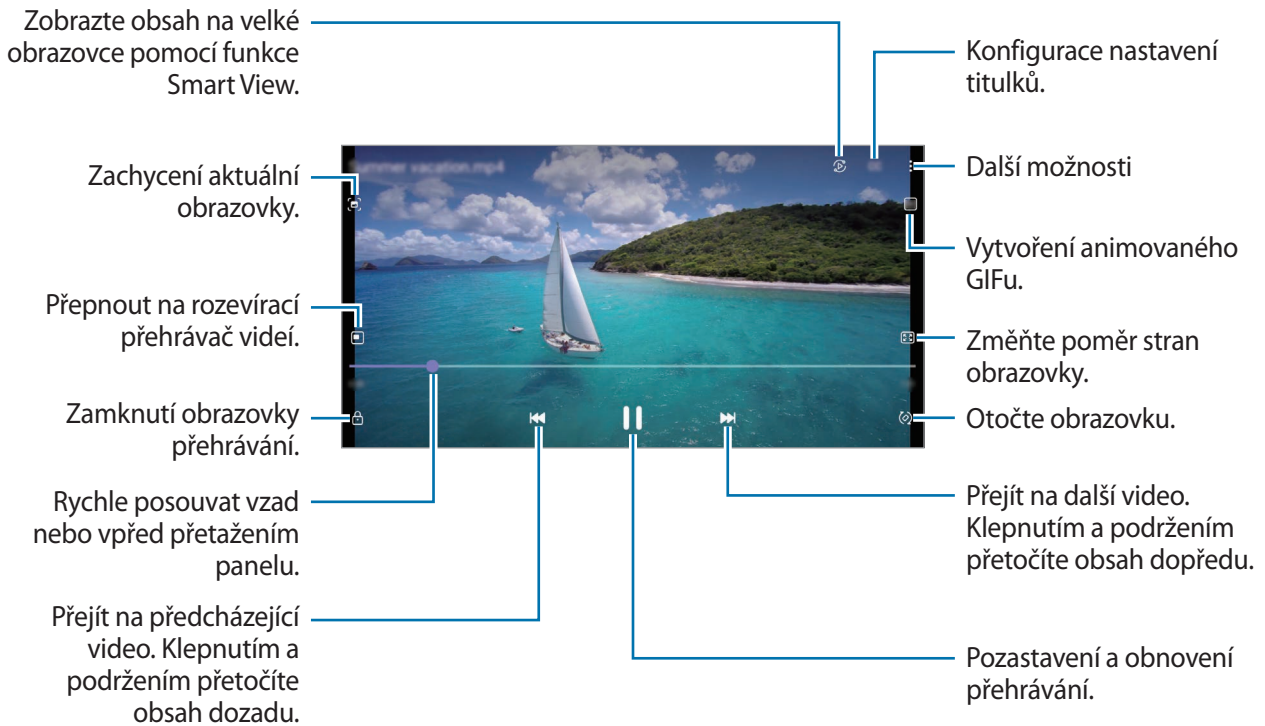 Zobrazte obsah na velké
obrazovce pomocí funkce
Smart View.
Zachycení aktuální
obrazovky.
Přepnout na rozevírací
přehrávač videí.
Zamknutí obrazovky
přehrávání.
Rychle posouvat vzad
nebo vpřed přetažením
panelu.
Přejít na předcházející
video. Klepnutím a
podržením přetočíte
obsah dozadu.
Konfigurace nastavení
titulků.
Další možnosti
Vytvoření animovaného
GIFu.
Změňte poměr stran
obrazovky.
Otočte obrazovku.
Přejít na další video.
Klepnutím a podržením
přetočíte obsah dopředu.
Pozastavení a obnovení
přehrávání.